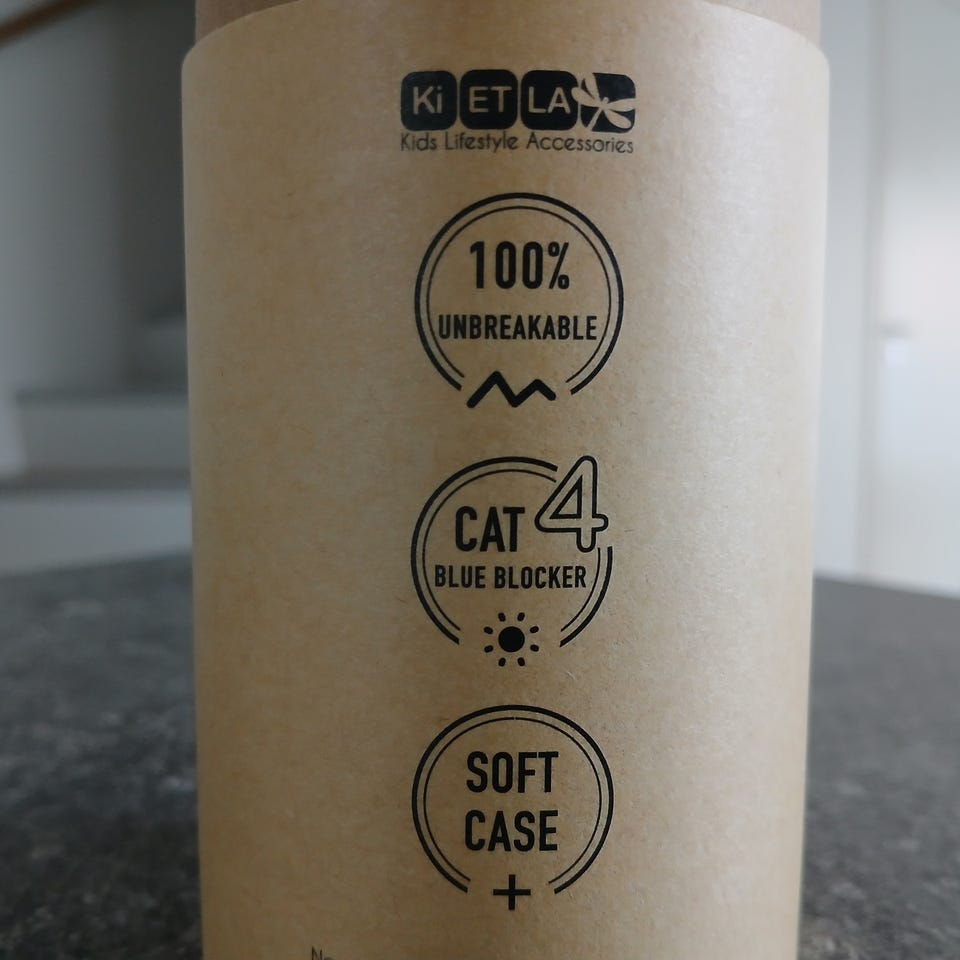 Ki ET LA
Kids Lifestyle Accessories
100%
UNBREAKABLE
CAT 4
BLUE BLOCKER
SOFT
CASE
+